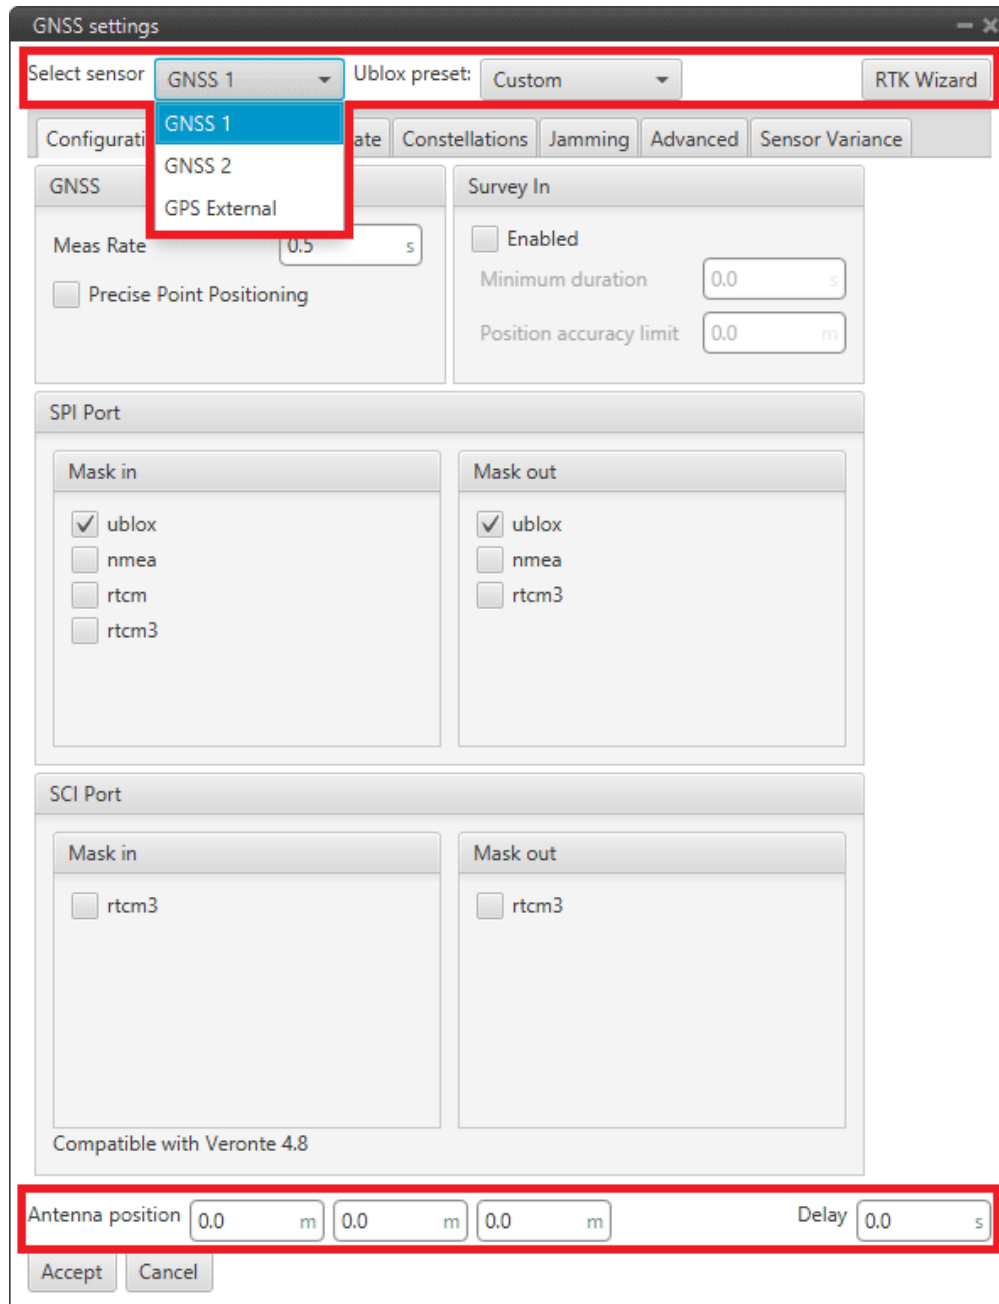 GNSS settings
Select sensor GNSS 1 Ublox preset: Custom RTK Wizard
GNSS 1
GNSS 2
GPS External
Configurati ate Constellations Jamming Advanced Sensor Variance
GNSS
Meas Rate 0.5 s
Precise Point Positioning
Survey In
Enabled
Minimum duration 0.0 s
Position accuracy limit 0.0 m
SPI Port
Mask in
ublox
nmea
rtcm
rtcm3
Mask out
ublox
nmea
rtcm3
SCI Port
Mask in
rtcm3
Mask out
rtcm3
Compatible with Veronte 4.8
Antenna position 0.0 m 0.0 m 0.0 m Delay 0.0 s
Accept Cancel